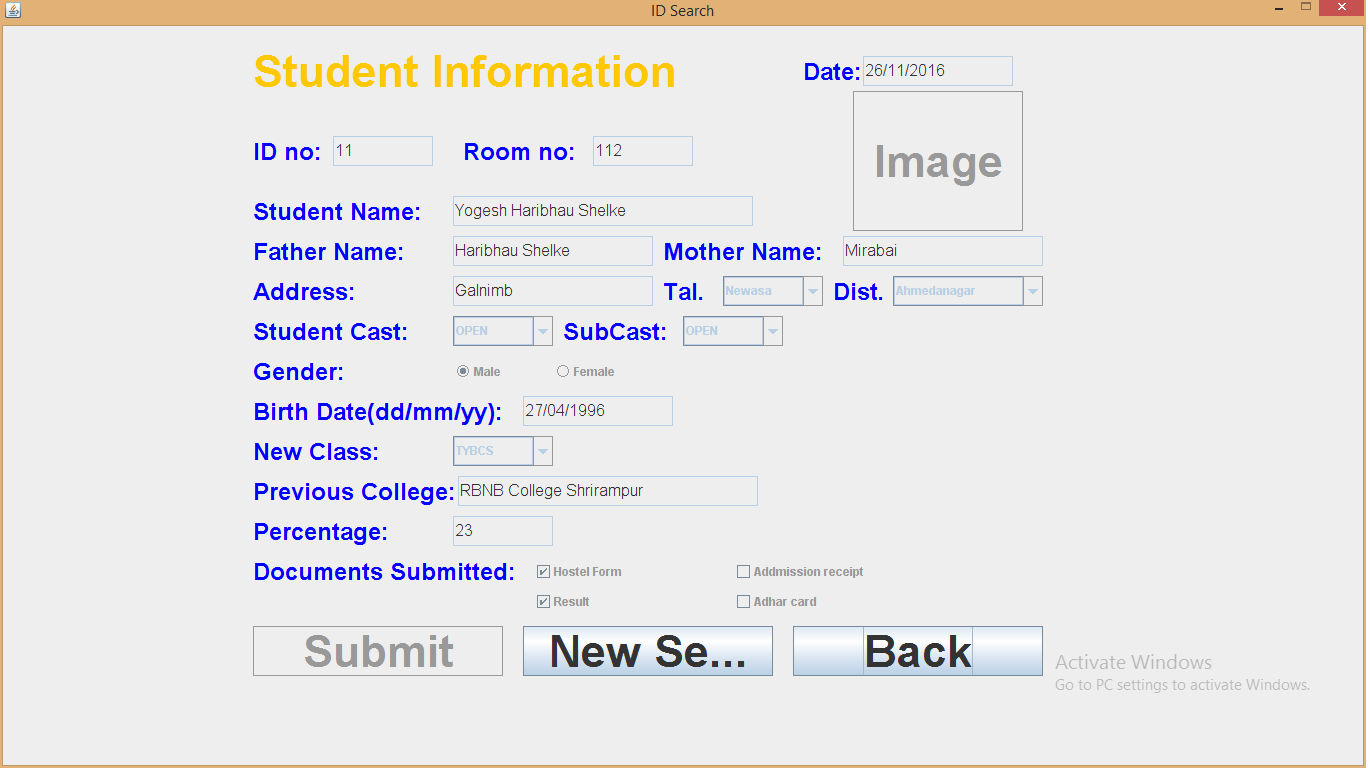 ID Search
Student Information
Date: 26/11/2016
Image
ID no: 11 Room no: 112
Student Name: Yogesh Haribhau Shelke
Father Name: Haribhau Shelke Mother Name: Mirabai
Address: Galnimb Tal. Newasa Dist. Ahmedanagar
Student Cast: OPEN SubCast: OPEN
Gender: Male Female
Birth Date(dd/mm/yy): 27/04/1996
New Class: TYBCS
Previous College: RBNB College Shrirampur
Percentage: 23
Documents Submitted: Hostel Form Addmission receipt
Result Adhar card
Submit New Se... Back
Activate Windows
Go to PC settings to activate Windows.